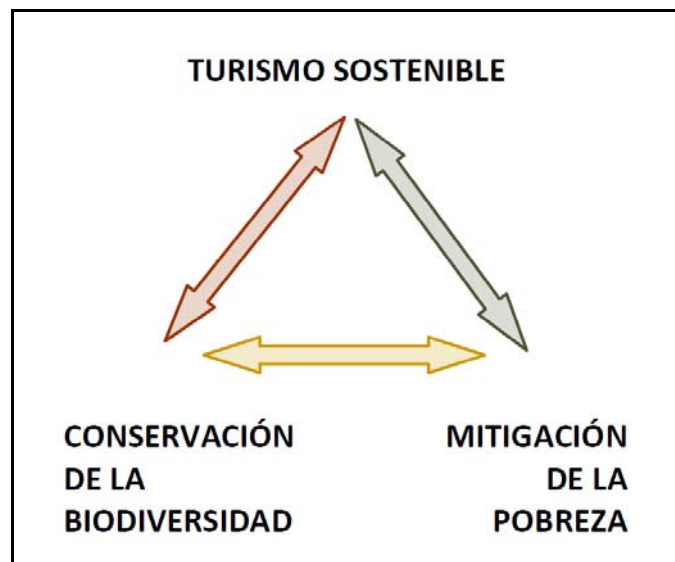 TURISMO SOSTENIBLE
CONSERVACIÓN
DE LA
BIODIVERSIDAD
MITIGACIÓN
DE LA
POBREZA